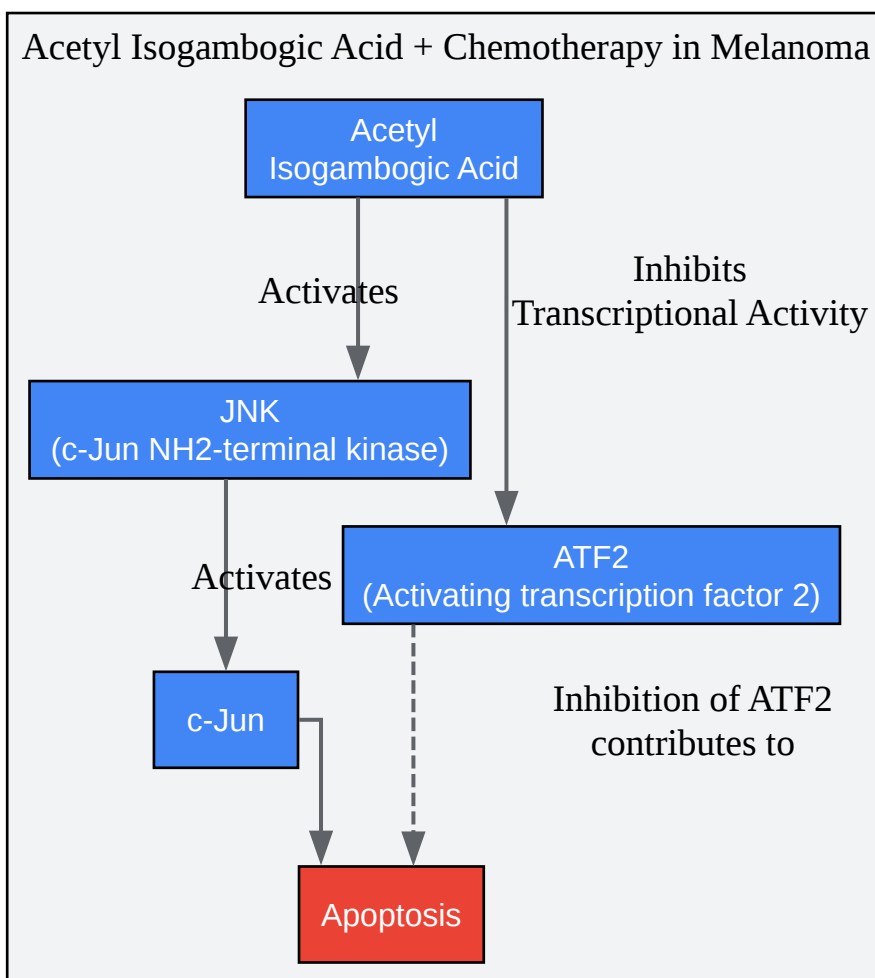 Acetyl Isogambogic Acid + Chemotherapy in Melanoma
Acetyl
Isogambogic Acid
Activates
Inhibits
Transcriptional Activity
JNK
(c-Jun NH2-terminal kinase)
Activates
ATF2
(Activating transcription factor 2)
c-Jun
Inhibition of ATF2
contributes to
Apoptosis